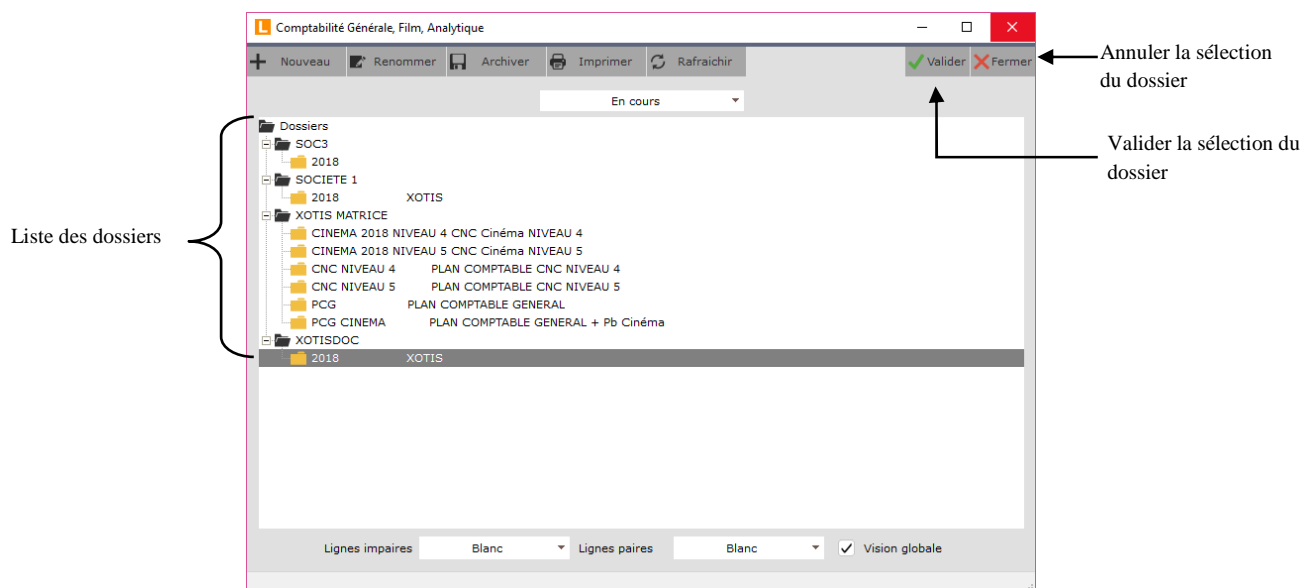 L Comptabilité Générale, Film, Analytique
Nouveau Renommer Archiver Imprimer Rafraichir Valider Fermer
Annuler la sélection
du dossier
En cours
Valider la sélection du
dossier
Liste des dossiers
Dossiers
SOC3
2018
SOCIETE 1
2018 XOTIS
XOTIS MATRICE
CINEMA 2018 NIVEAU 4 CNC Cinéma NIVEAU 4
CINEMA 2018 NIVEAU 5 CNC Cinéma NIVEAU 5
CNC NIVEAU 4 PLAN COMPTABLE CNC NIVEAU 4
CNC NIVEAU 5 PLAN COMPTABLE CNC NIVEAU 5
PCG PLAN COMPTABLE GENERAL
PCG CINEMA PLAN COMPTABLE GENERAL + Pb Cinéma
XOTISDOC
2018 XOTIS
Lignes impaires Blanc Lignes paires Blanc Vision globale